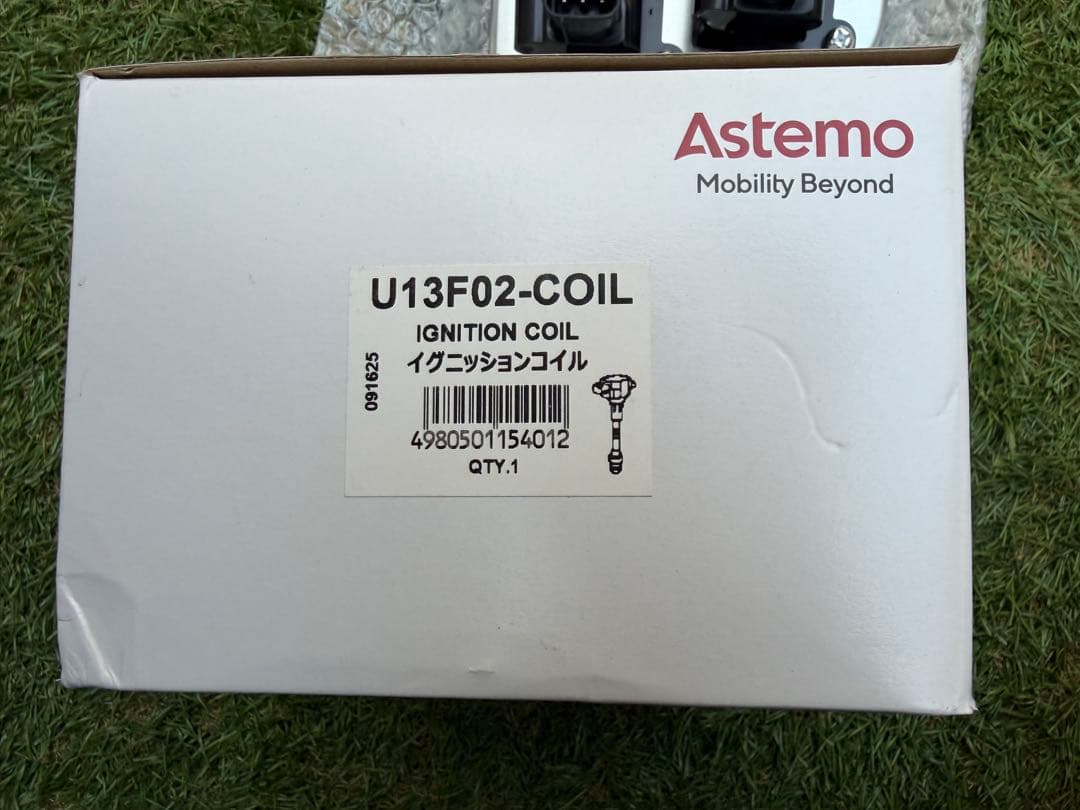 Astemo
Mobility Beyond
U13F02-COIL
IGNITION COIL
イグニッションコイル
091625
4980501154012
QTY.1